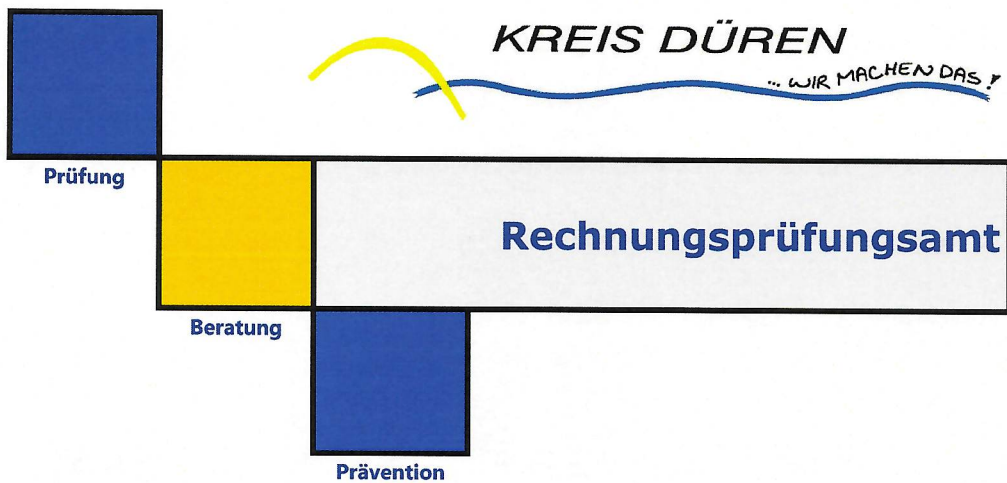 KREIS DÜREN
... WIR MACHEN DAS !
Prüfung
Rechnungsprüfungsamt
Beratung
Prävention